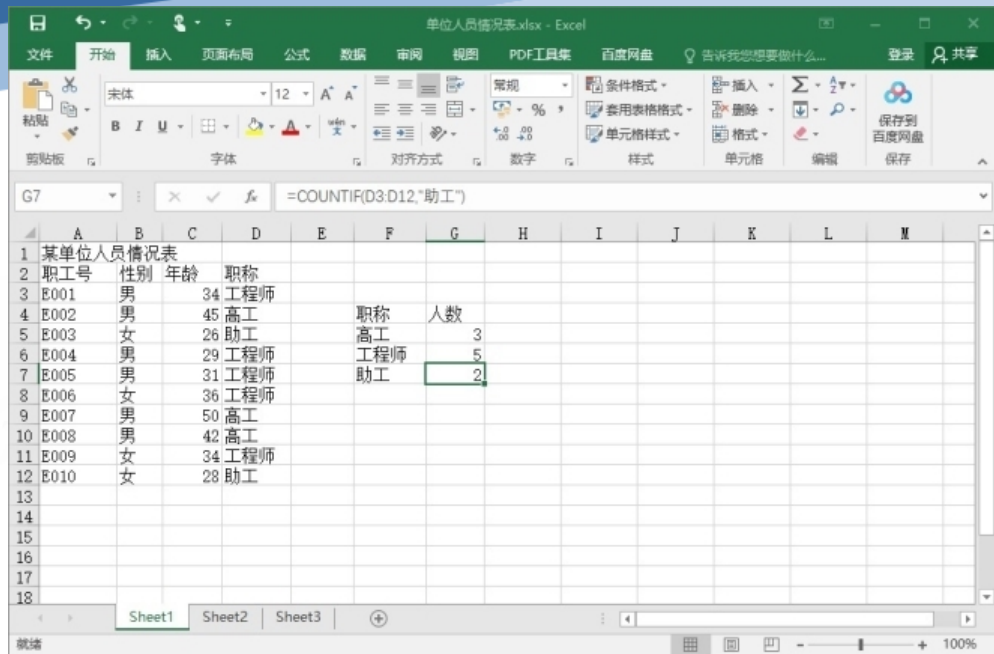 单位人员情况表.xlsx - Excel
文件 开始 插入 页面布局 公式 数据 审阅 视图 PDF工具集 百度网盘 告诉我您想要做什么... 登录 共享
宋体 12 A A 常规 条件格式 插入
粘贴 B I U A wén 文 % , 套用表格格式 删除 保存到
单元格样式 格式 百度网盘
剪贴板 字体 对齐方式 数字 样式 单元格 编辑 保存
G7 fx =COUNTIF(D3:D12,"助工")
A B C D E F G H I J K L M
1 某单位人员情况表
2 职工号 性别 年龄 职称
3 E001 男 34 工程师
4 E002 男 45 高工 职称 人数
5 E003 女 26 助工 高工 3
6 E004 男 29 工程师 工程师 5
7 E005 男 31 工程师 助工 2
8 E006 女 36 工程师
9 E007 男 50 高工
10 E008 男 42 高工
11 E009 女 34 工程师
12 E010 女 28 助工
13
14
15
16
17
18
Sheet1 Sheet2 Sheet3
就绪 100%